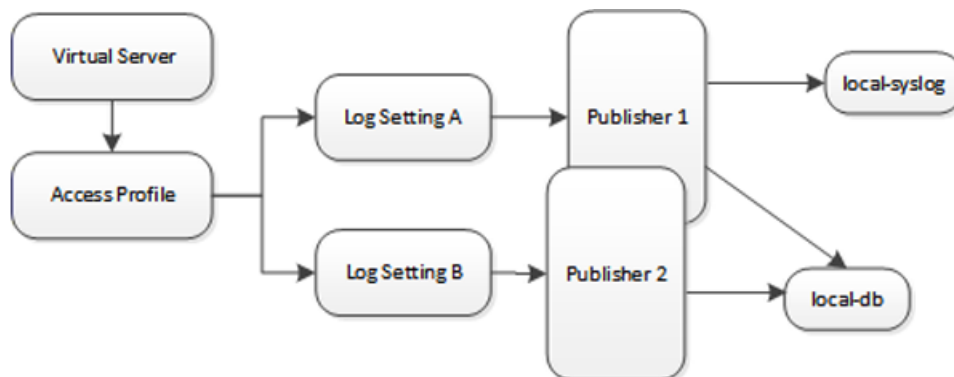 Virtual Server
Access Profile
Log Setting A
Log Setting B
Publisher 1
Publisher 2
local-syslog
local-db